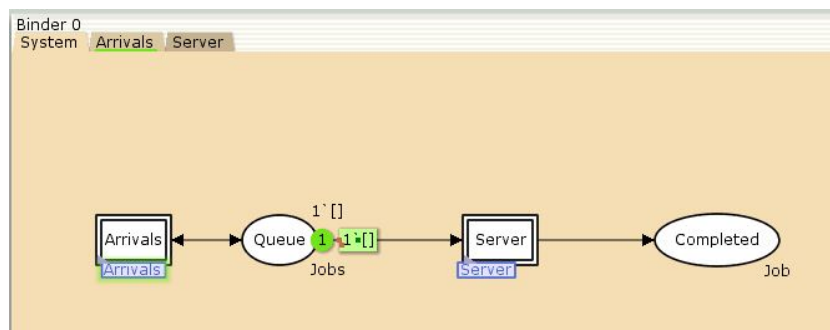 Binder 0
System Arrivals Server
1`[]
Arrivals Queue 1 1`[] Server Completed
Arrivals Jobs Server Job